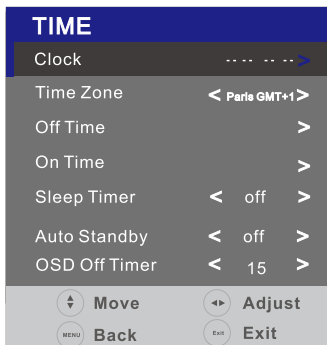 TIME
Clock -- -- -- -- >
Time Zone < Paris GMT+1 >
Off Time >
On Time >
Sleep Timer < off >
Auto Standby < off >
OSD Off Timer < 15 >
Move Adjust
MENU Back Exit Exit